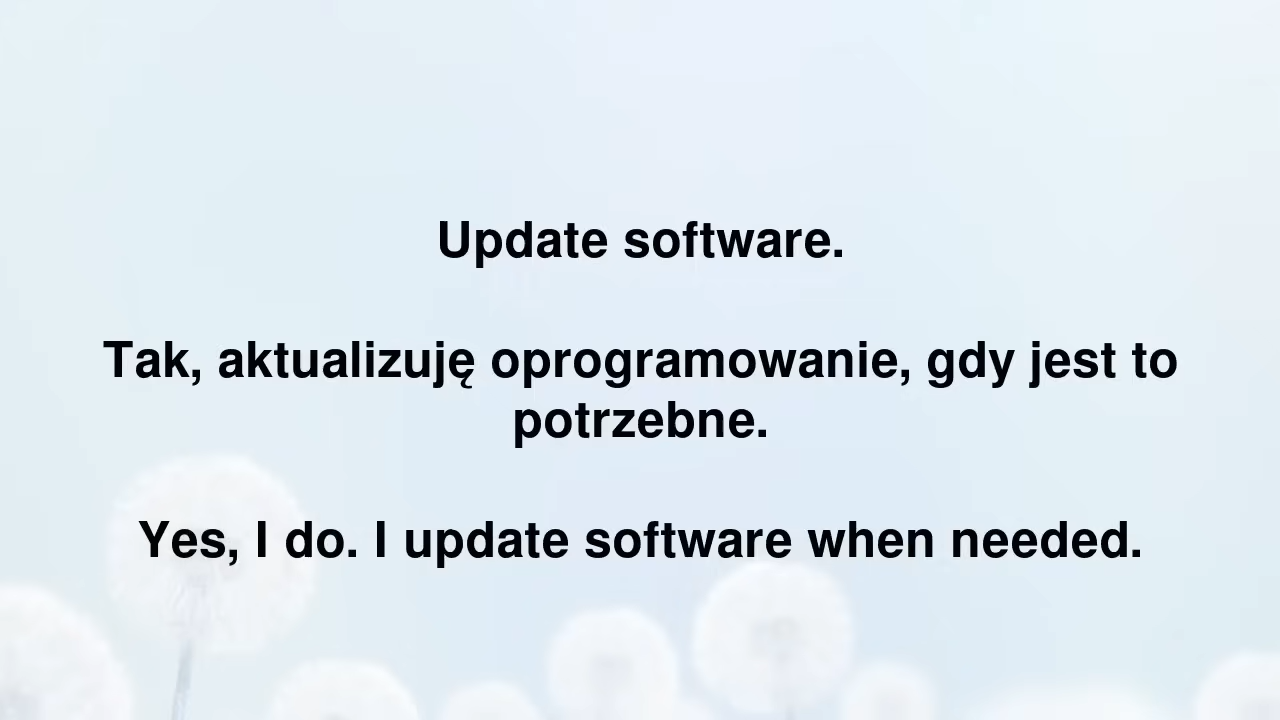 Update software.
Tak, aktualizuję oprogramowanie, gdy jest to
potrzebne.
Yes, I do. I update software when needed.